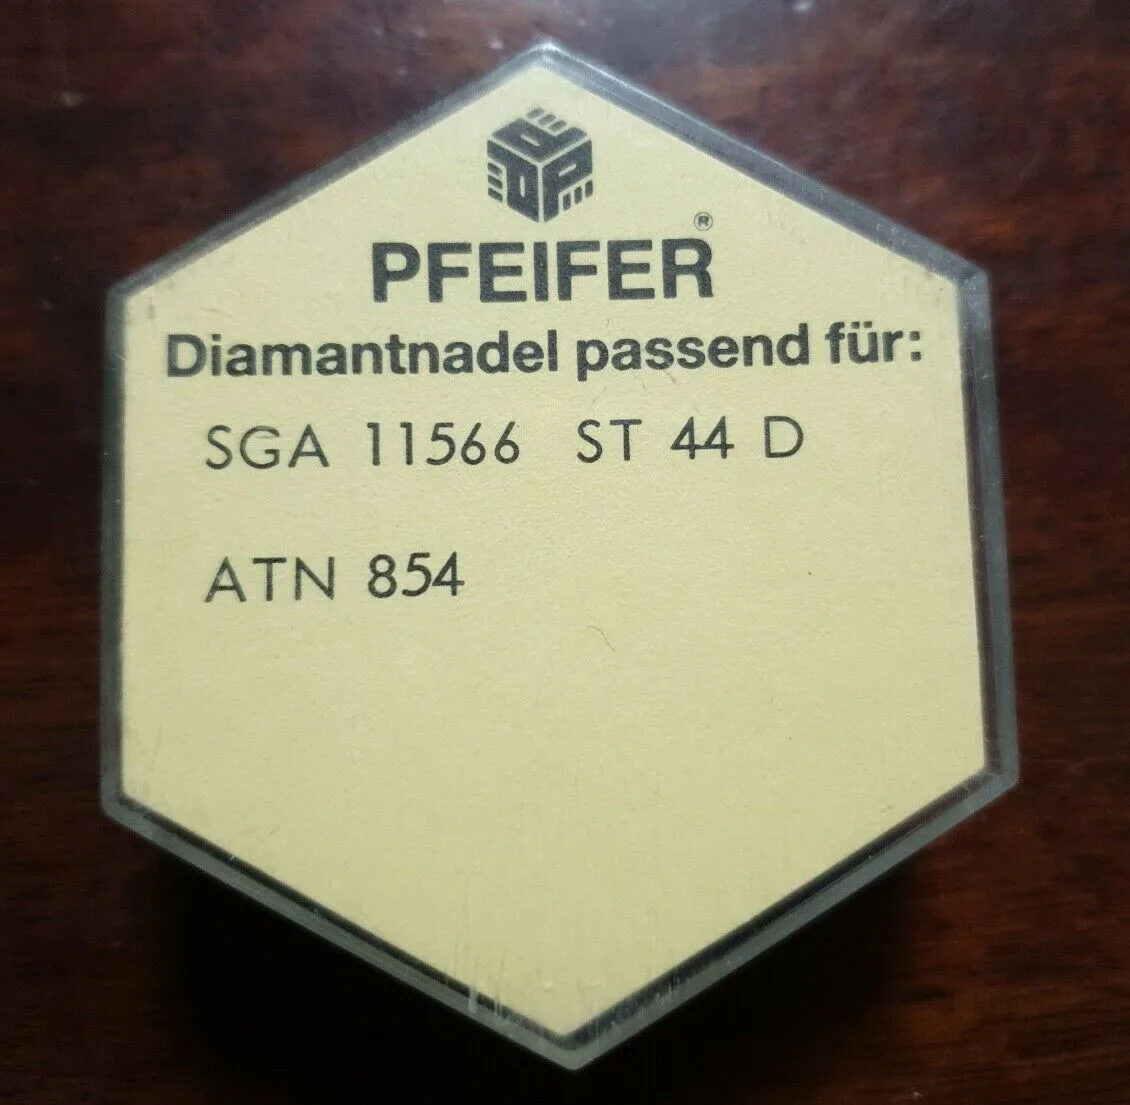 PFEIFER®
Diamantnadel passend für:
SGA 11566 ST 44 D
ATN 854